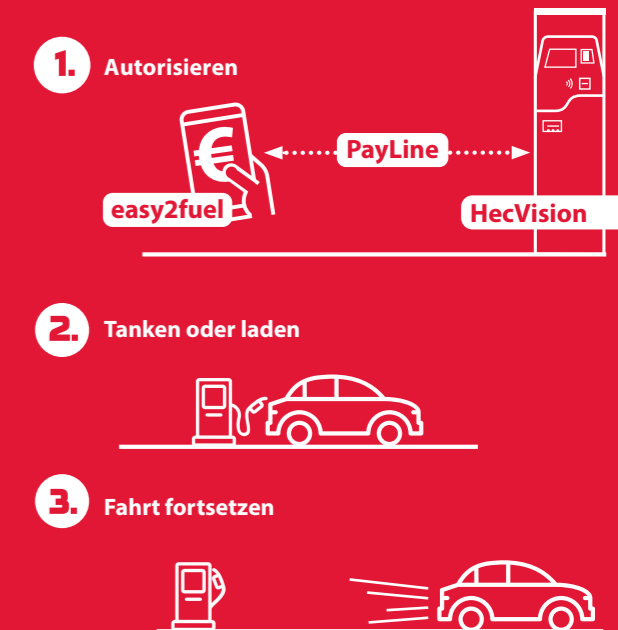 1. Autorisieren
€
PayLine
easy2fuel
HecVision
2. Tanken oder laden
3. Fahrt fortsetzen